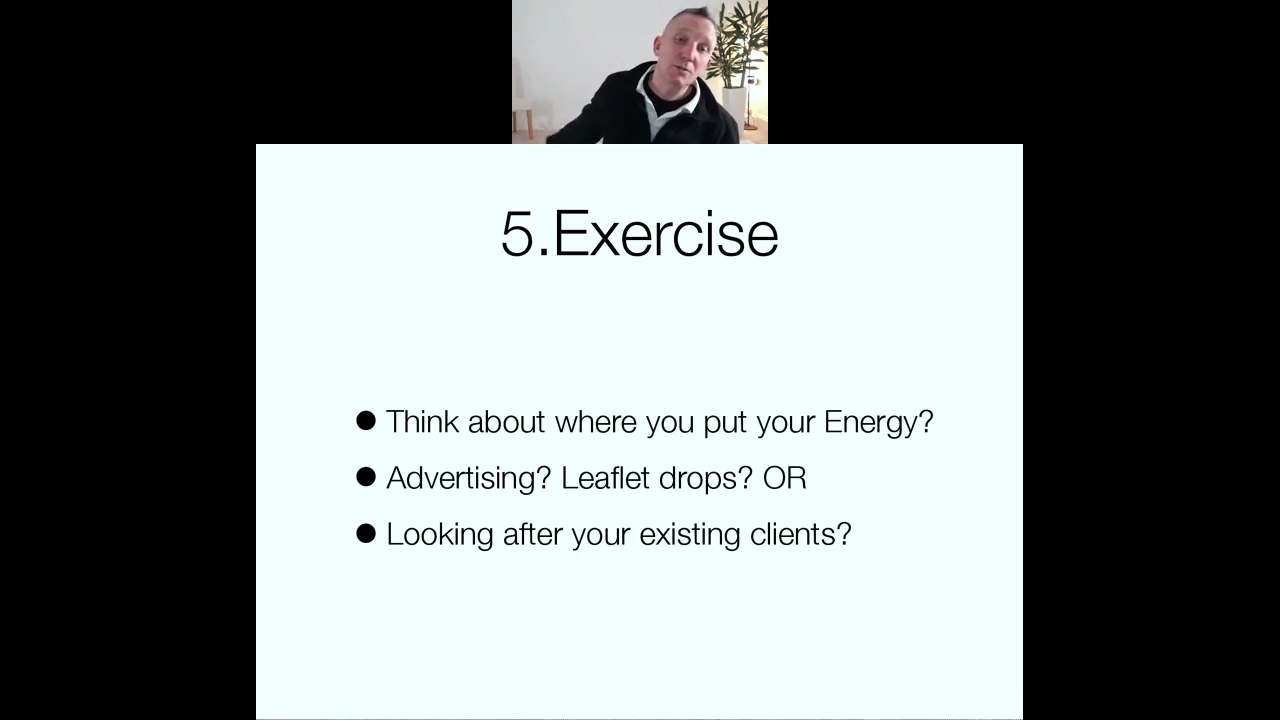 5.Exercise
● Think about where you put your Energy?
● Advertising? Leaflet drops? OR
● Looking after your existing clients?